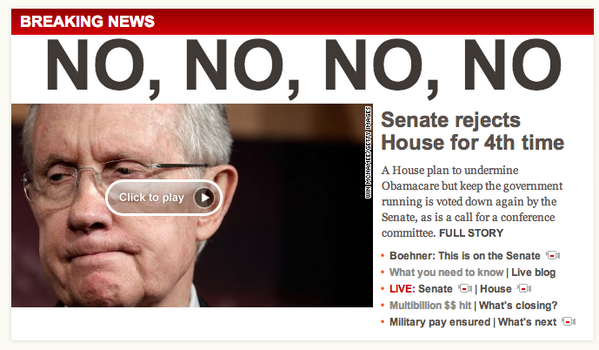 BREAKING NEWS
NO, NO, NO, NO
WIN MCNAMEE/GETTY IMAGES
Click to play
Senate rejects
House for 4th time
A House plan to undermine
Obamacare but keep the government
running is voted down again by the
Senate, as is a call for a conference
committee. FULL STORY
• Boehner: This is on the Senate
• What you need to know | Live blog
• LIVE: Senate | House
• Multibillion $$ hit | What's closing?
• Military pay ensured | What's next